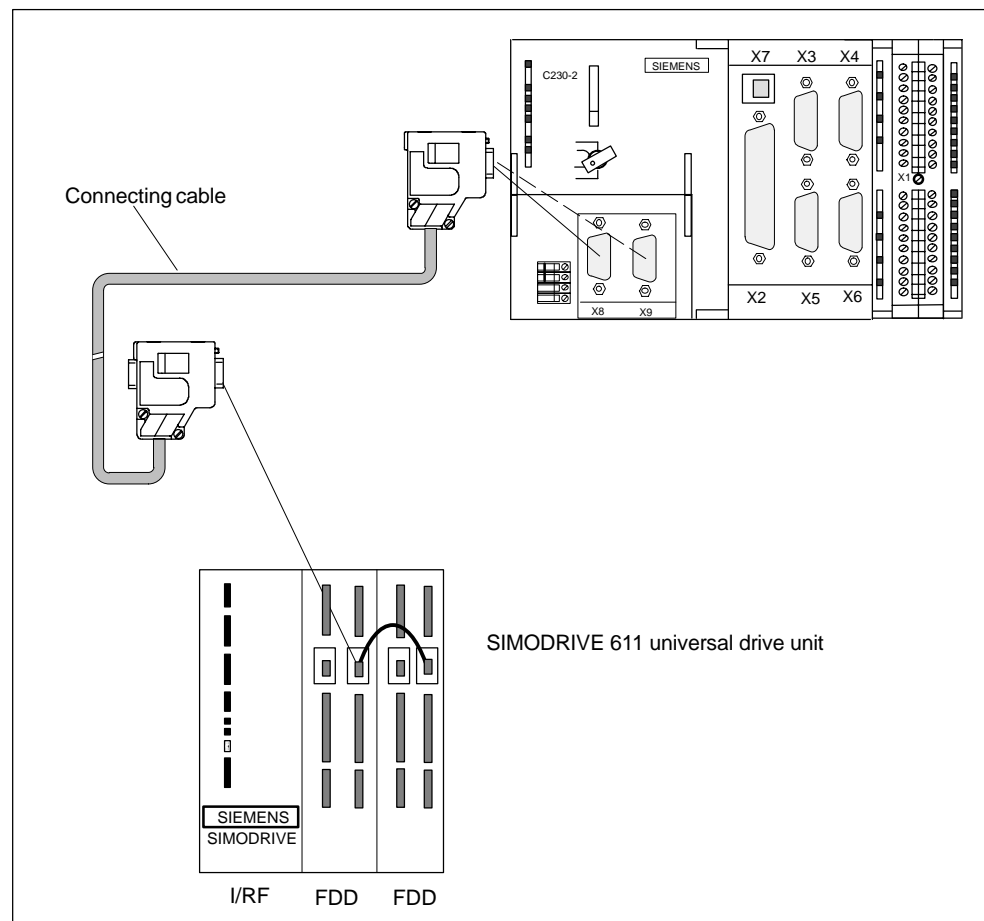 X7 X3 X4
SIEMENS
C230-2
Connecting cable
X1
X2 X5 X6
X8 X9
SIMODRIVE 611 universal drive unit
SIEMENS
SIMODRIVE
I/RF FDD FDD